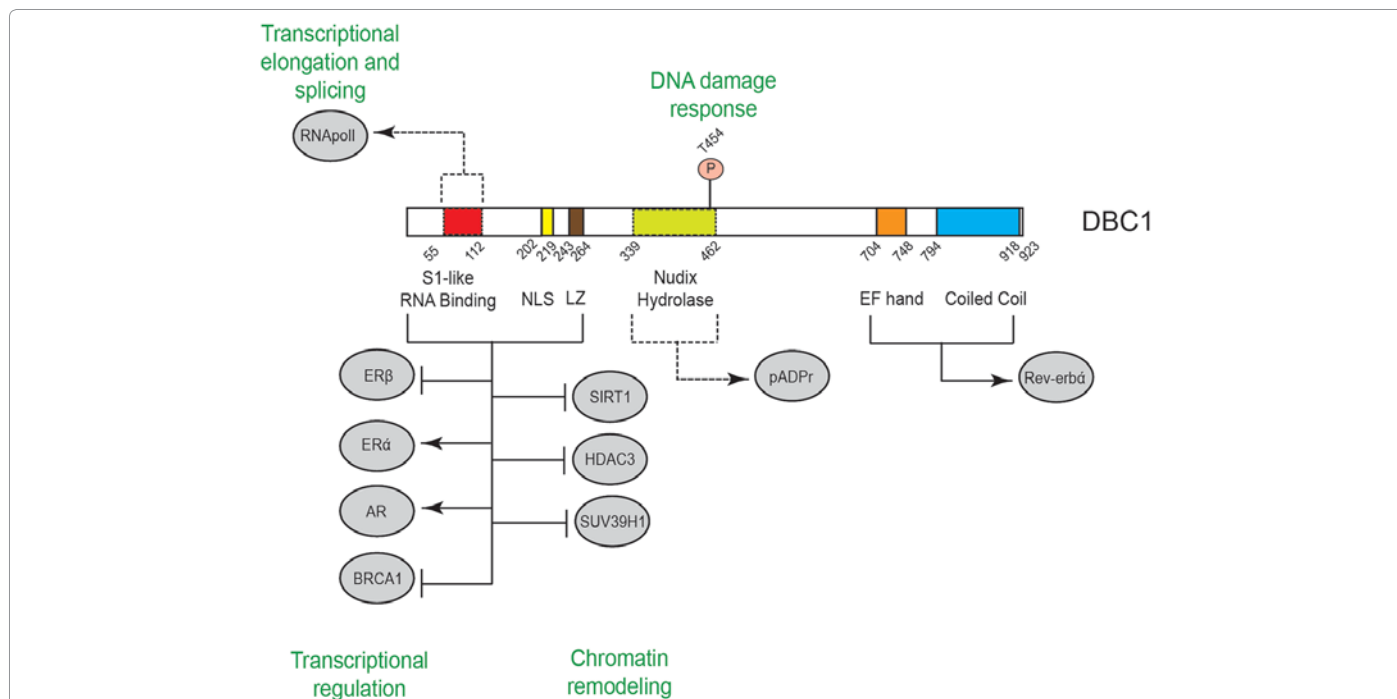 Transcriptional
elongation and
splicing
RNApolI
DNA damage
response
T454
P
DBC1
55
112
202
219
243
264
339
462
704
748
794
918
923
S1-like
RNA Binding
NLS
LZ
Nudix
Hydrolase
EF hand
Coiled Coil
ERβ
ERά
AR
BRCA1
SIRT1
HDAC3
SUV39H1
pADPr
Rev-erbά
Transcriptional
regulation
Chromatin
remodeling